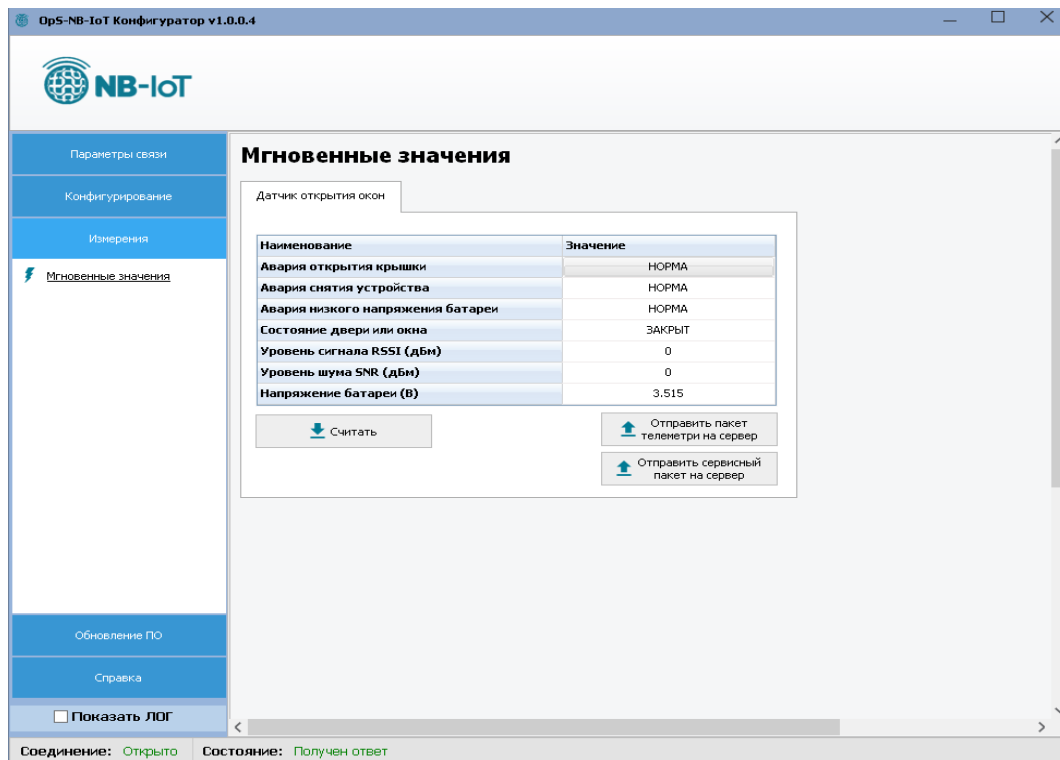 OpS-NB-IoT Конфигуратор v1.0.0.4
NB-IoT
Параметры связи
Конфигурирование
Измерения
Мгновенные значения
Обновление ПО
Справка
Показать ЛОГ
Мгновенные значения
Датчик открытия окон
Наименование Значение
Авария открытия крышки НОРМА
Авария снятия устройства НОРМА
Авария низкого напряжения батареи НОРМА
Состояние двери или окна ЗАКРЫТ
Уровень сигнала RSSI (дБм) 0
Уровень шума SNR (дБм) 0
Напряжение батареи (В) 3.515
Считать
Отправить пакет
телеметри на сервер
Отправить сервисный
пакет на сервер
Соединение: Открыто Состояние: Получен ответ